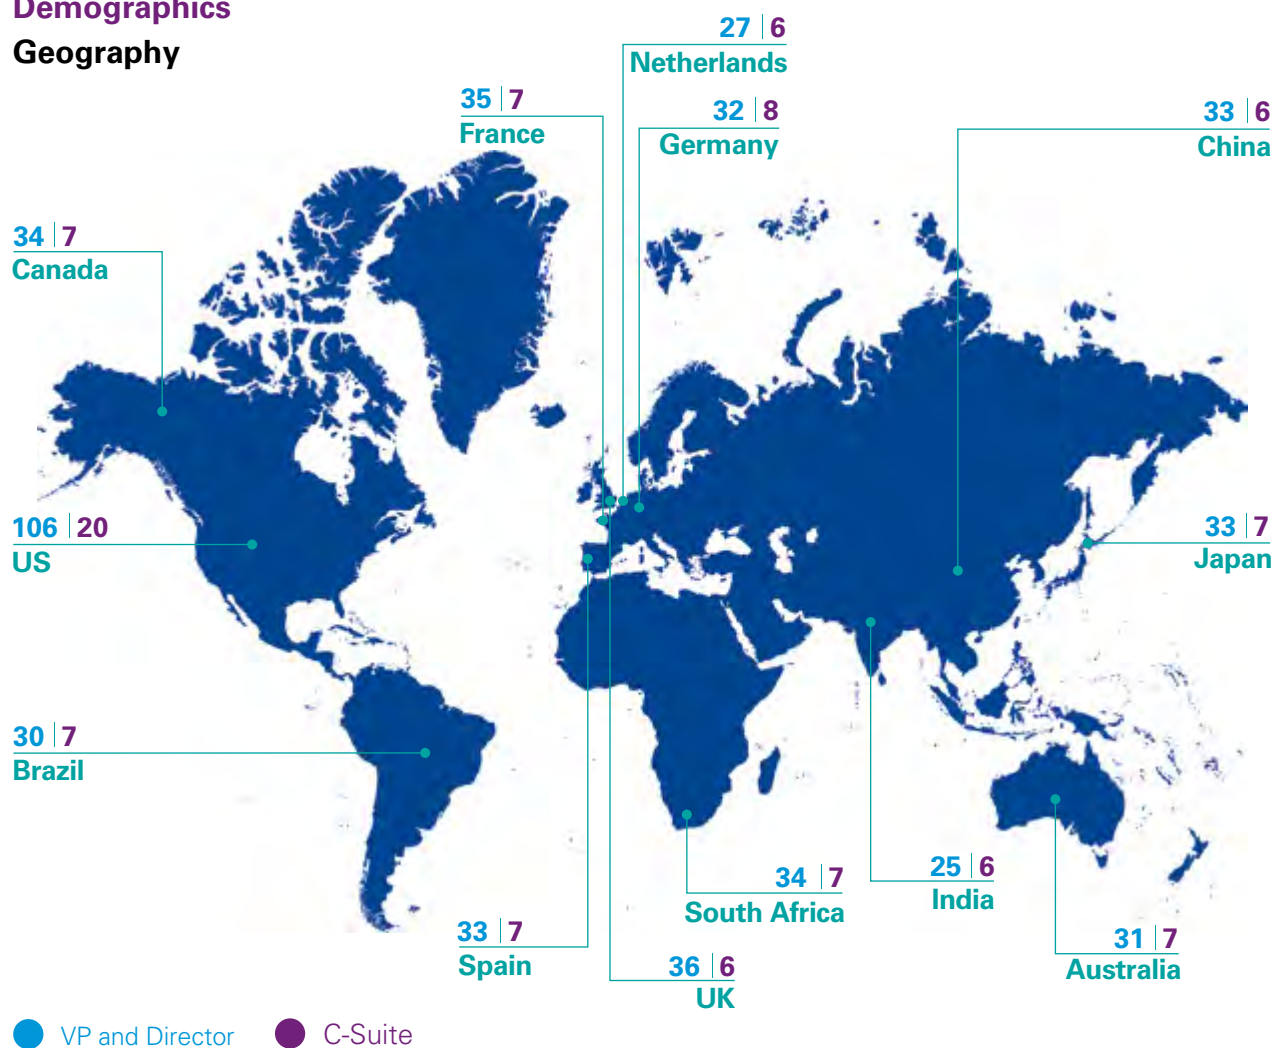 Demographics
Geography
27 | 6
Netherlands
35 | 7
France
32 | 8
Germany
33 | 6
China
34 | 7
Canada
106 | 20
US
33 | 7
Japan
30 | 7
Brazil
34 | 7
South Africa
25 | 6
India
33 | 7
Spain
36 | 6
UK
31 | 7
Australia
VP and Director
C-Suite